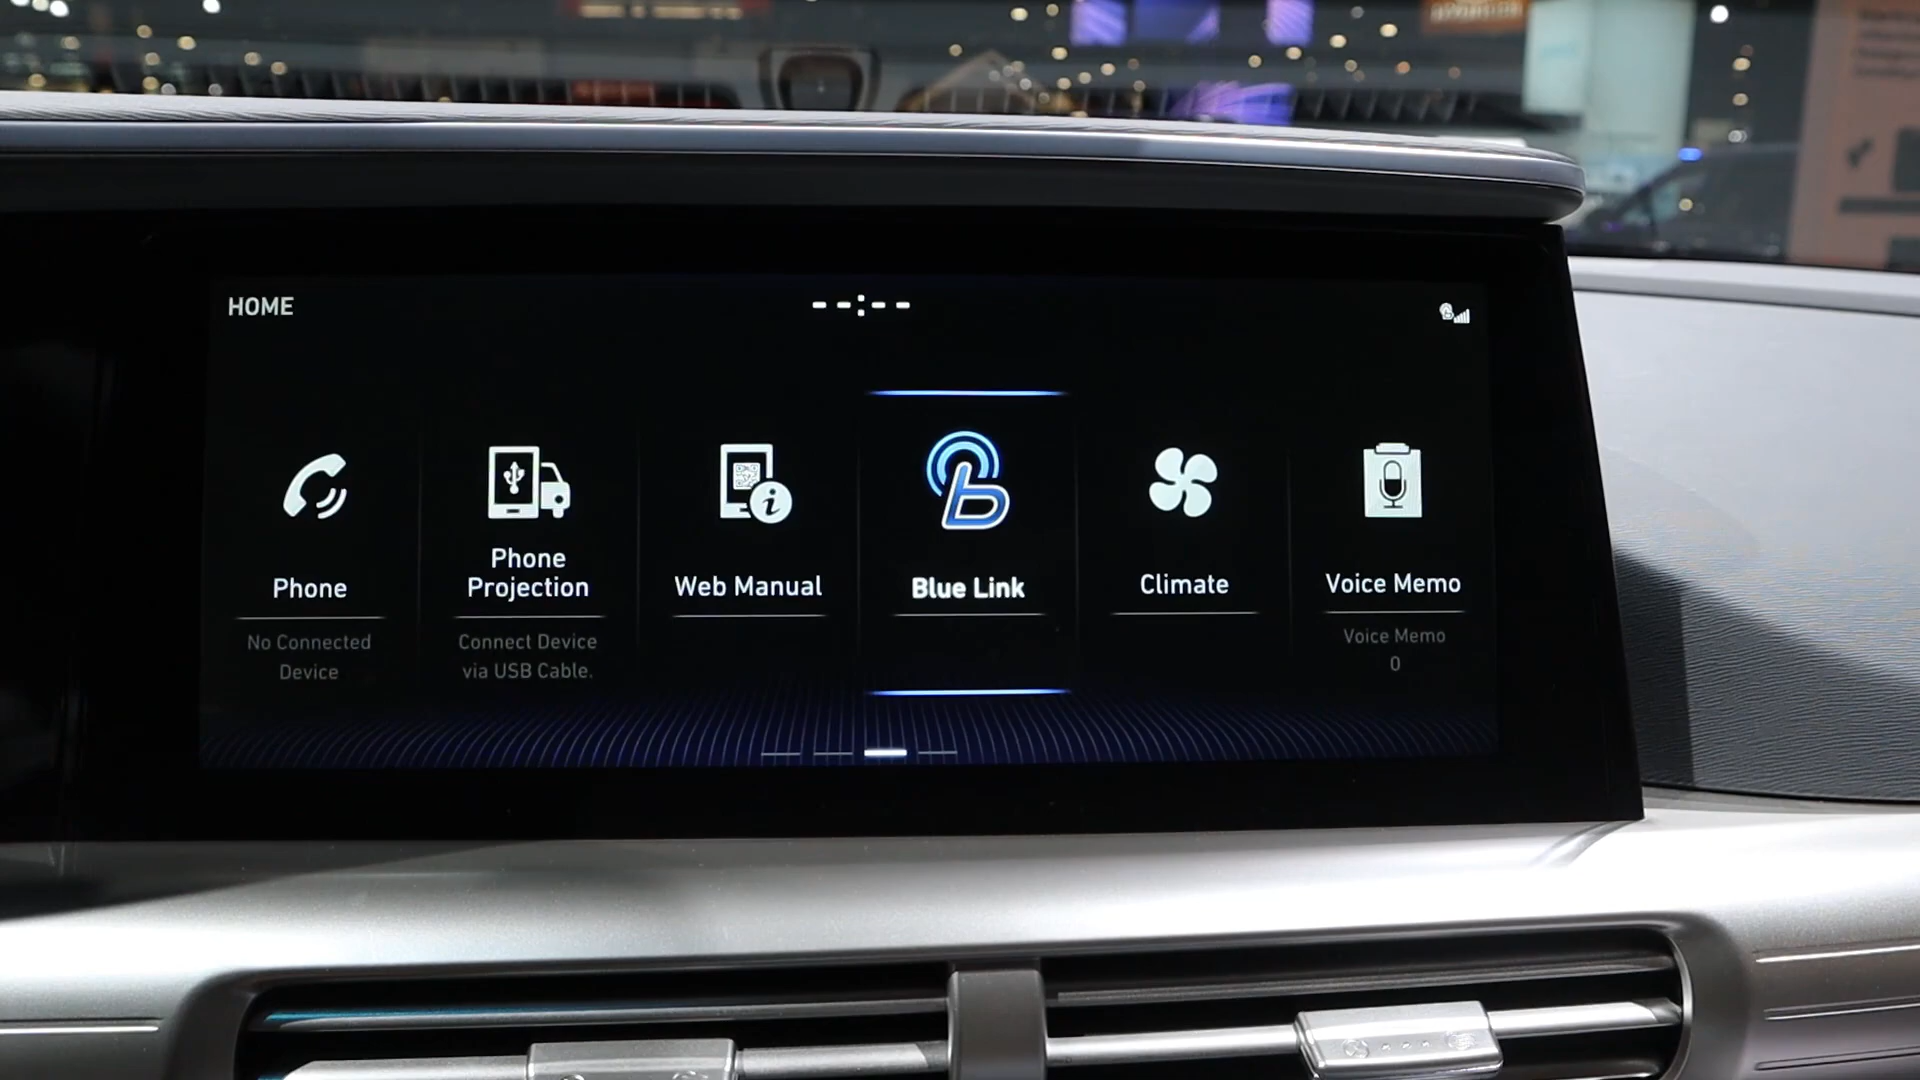 HOME
--:--
Phone
No Connected
Device
Phone
Projection
Connect Device
via USB Cable.
Web Manual
Blue Link
Climate
Voice Memo
Voice Memo
0